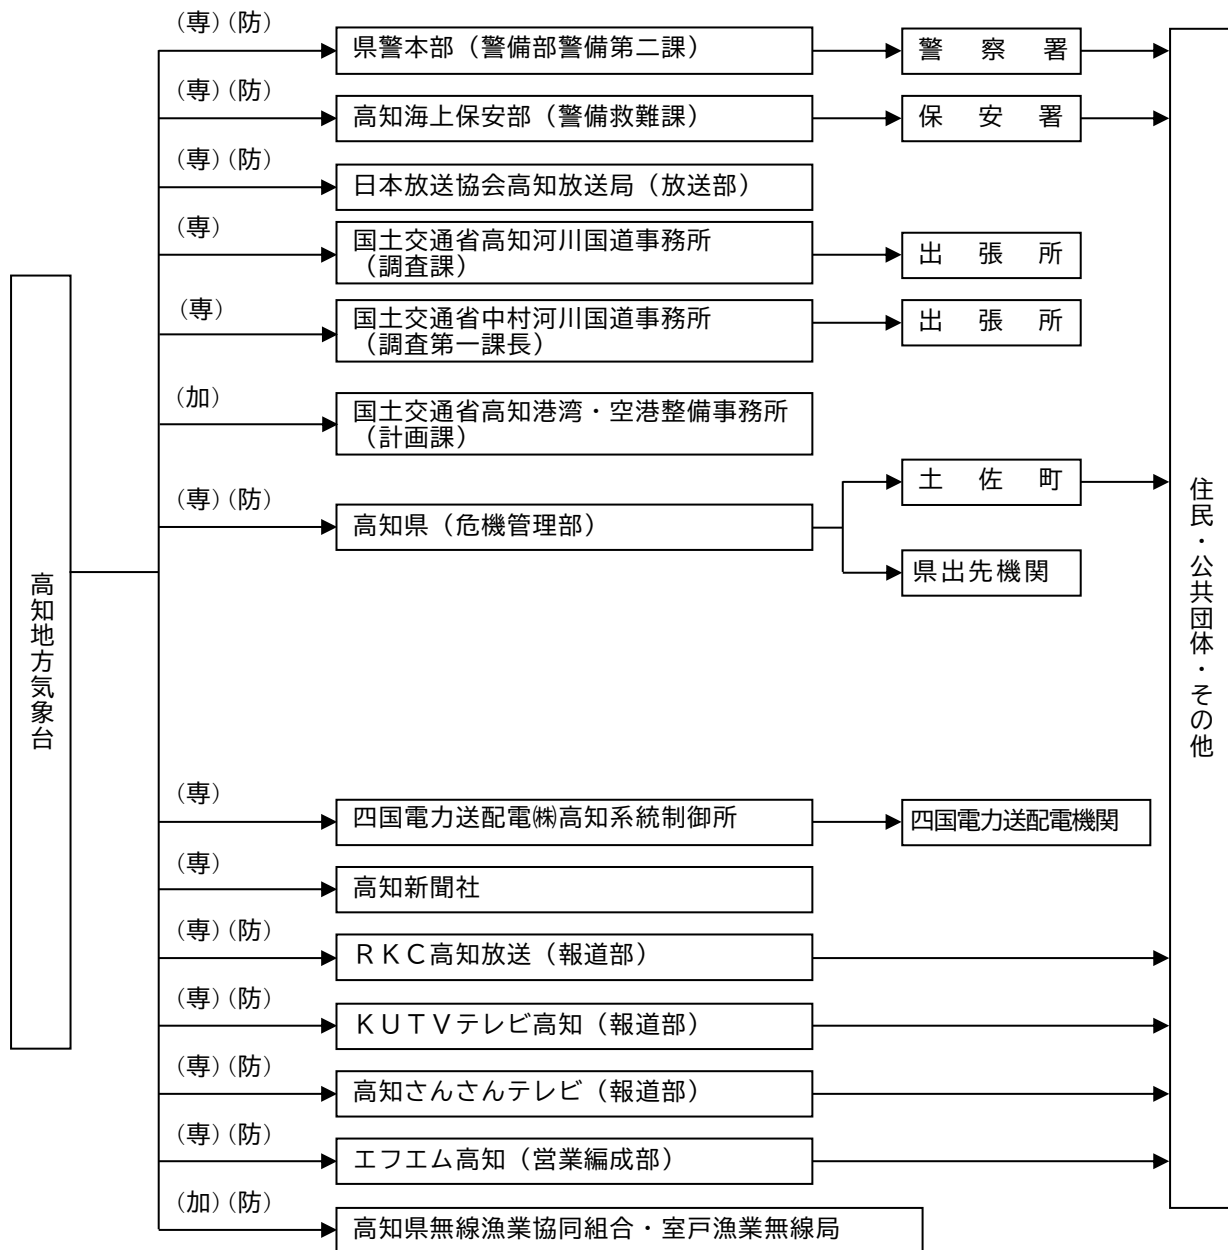 (専)(防)
県警本部（警備部警備第二課）
警察署
(専)(防)
高知海上保安部（警備救難課）
保安署
(専)(防)
日本放送協会高知放送局（放送部）
(専)
国土交通省高知河川国道事務所
（調査課）
出張所
(専)
国土交通省中村河川国道事務所
（調査第一課長）
出張所
(加)
国土交通省高知港湾・空港整備事務所
（計画課）
(専)(防)
高知県（危機管理部）
土佐町
県出先機関
高知地方気象台
住民・公共団体・その他
(専)
四国電力送配電㈱高知系統制御所
四国電力送配電機関
(専)
高知新聞社
(専)(防)
ＲＫＣ高知放送（報道部）
(専)(防)
ＫＵＴＶテレビ高知（報道部）
(専)(防)
高知さんさんテレビ（報道部）
(専)(防)
エフエム高知（営業編成部）
(加)(防)
高知県無線漁業協同組合・室戸漁業無線局